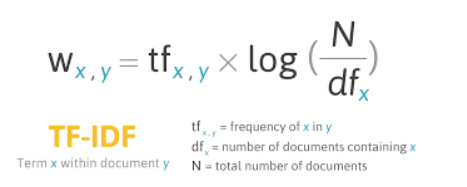 w x , y = tf x , y × log ( N / df x )
TF-IDF
Term x within document y
tf x,y = frequency of x in y
df x = number of documents containing x
N = total number of documents